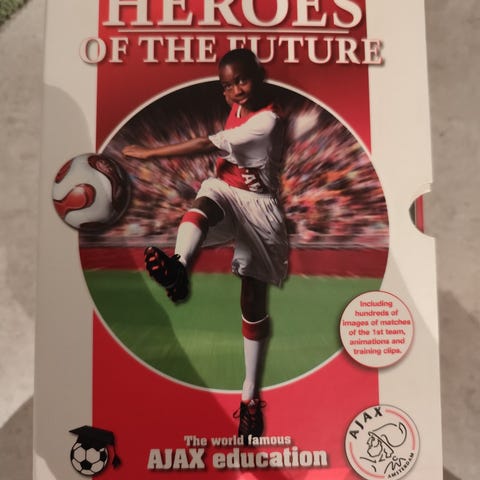 HEROES
OF THE FUTURE
Including
hundreds of
images of matches
of the 1st team,
animations and
training clips.
The world famous
AJAX education
AJAX
AMSTERDAM